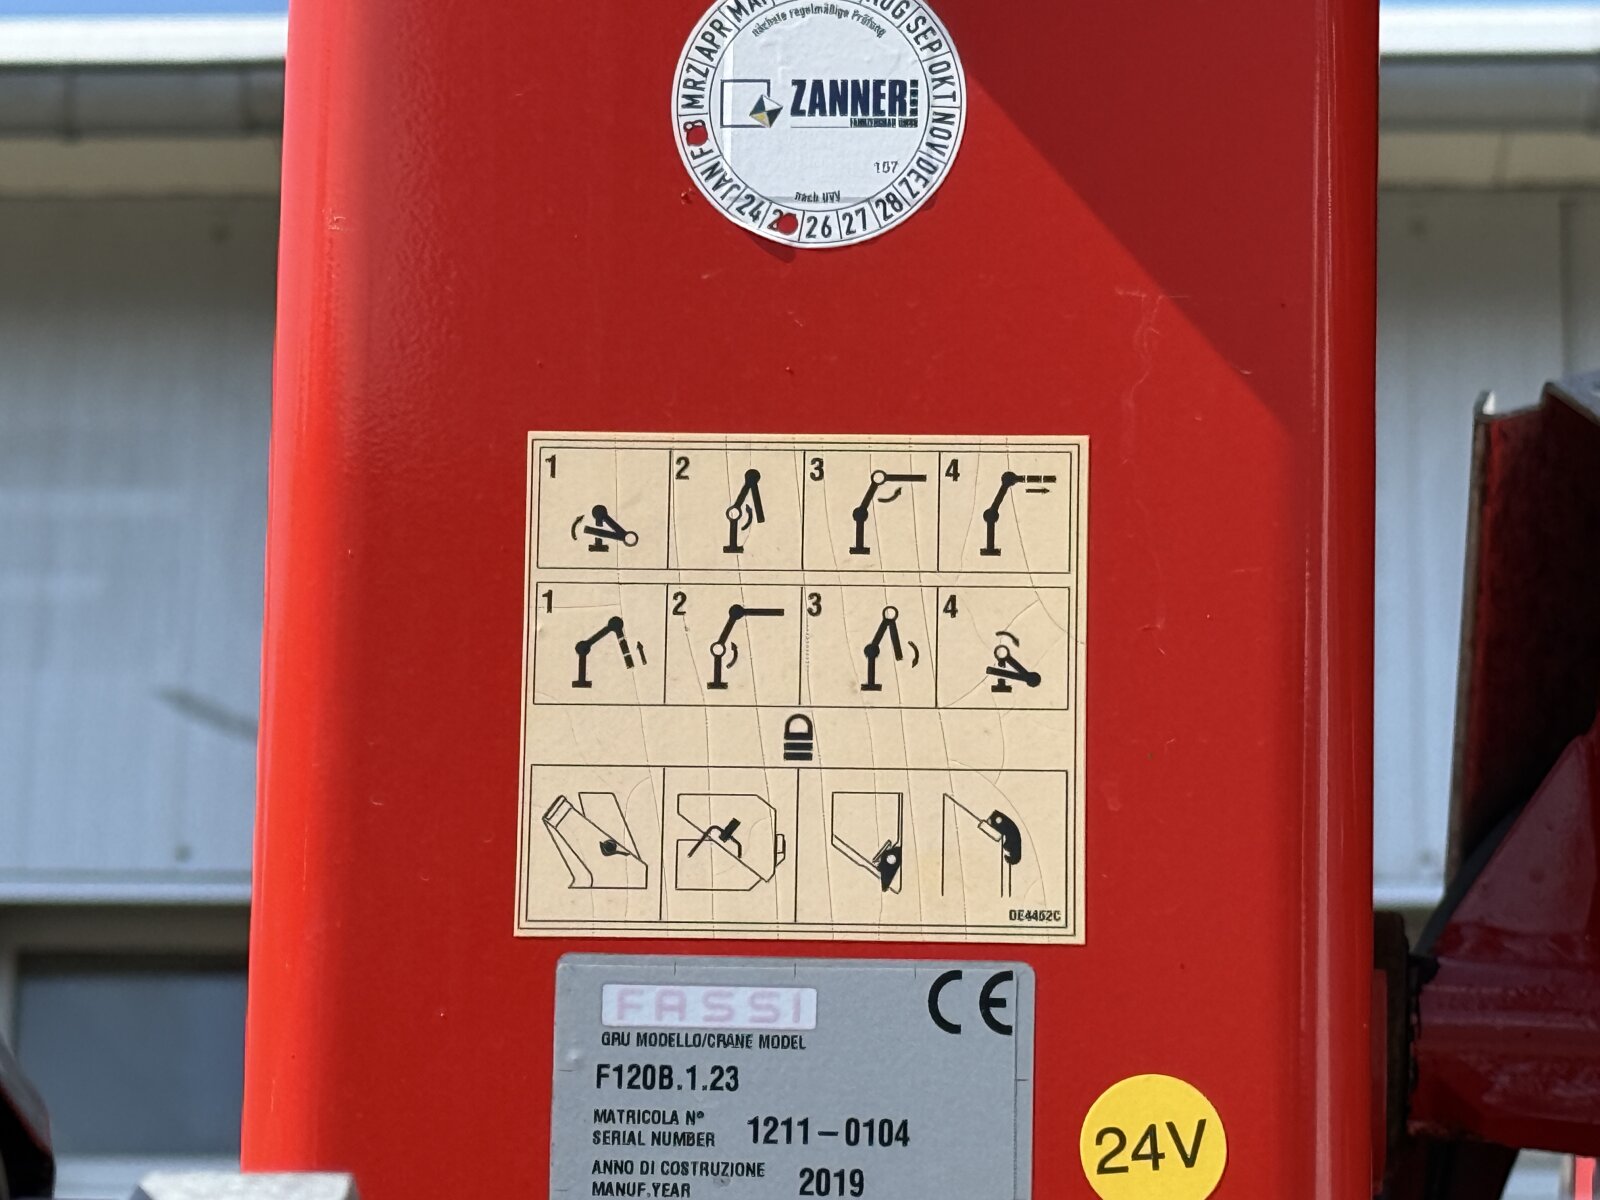 nächste regelmäßige Prüfung
APR
MRZ
SEP
OKT
NOV
DEZ
JAN
ZANNER
157
nach UVV
24
26 27 28
1 2 3 4
1 2 3 4
DE4452C
FASSI
CE
GRU MODELLO/CRANE MODEL
F120B.1.23
MATRICOLA N°
SERIAL NUMBER 1211-0104
ANNO DI COSTRUZIONE
MANUF.YEAR 2019
24V